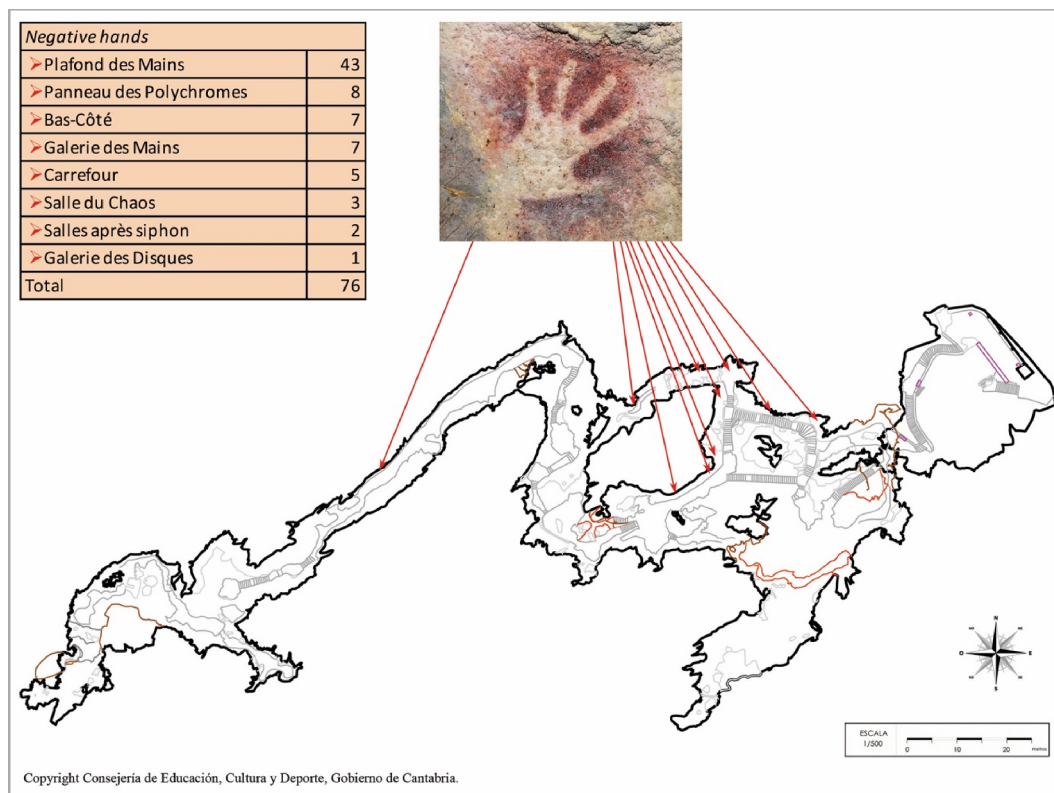 Negative hands
Plafond des Mains 43
Panneau des Polychromes 8
Bas-Côté 7
Galerie des Mains 7
Carrefour 5
Salle du Chaos 3
Salles après siphon 2
Galerie des Disques 1
Total 76
N
O E
S
ESCALA
1/500
0 10 20 metros
Copyright Consejería de Educación, Cultura y Deporte, Gobierno de Cantabria.